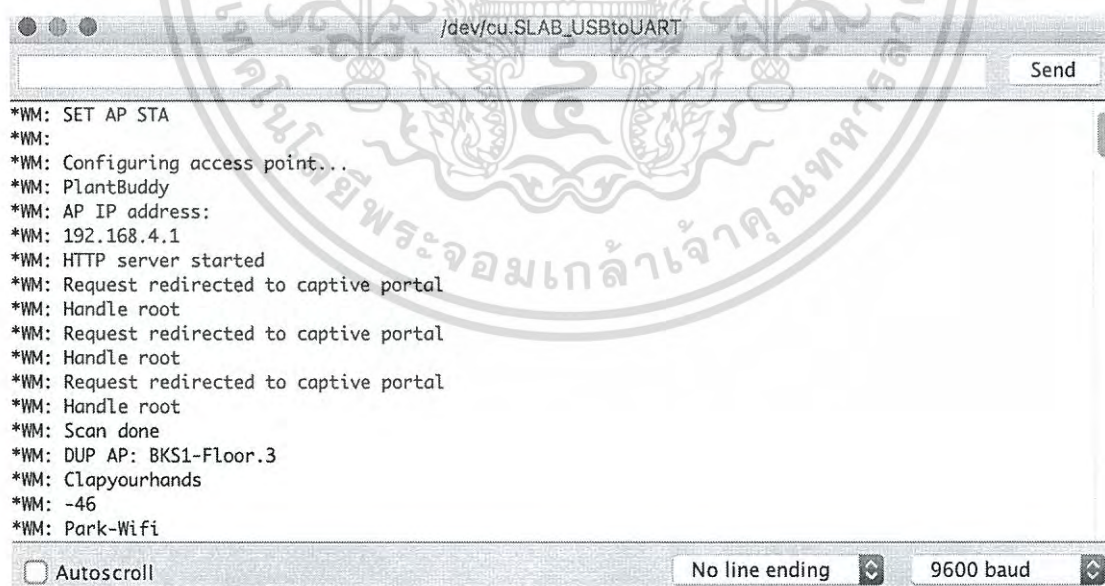 /dev/cu.SLAB_USBtoUART
Send
*WM: SET AP STA
*WM:
*WM: Configuring access point...
*WM: PlantBuddy
*WM: AP IP address:
*WM: 192.168.4.1
*WM: HTTP server started
*WM: Request redirected to captive portal
*WM: Handle root
*WM: Request redirected to captive portal
*WM: Handle root
*WM: Request redirected to captive portal
*WM: Handle root
*WM: Scan done
*WM: DUP AP: BKS1-Floor.3
*WM: Clapyourhands
*WM: -46
*WM: Park-Wifi
Autoscroll
No line ending
9600 baud